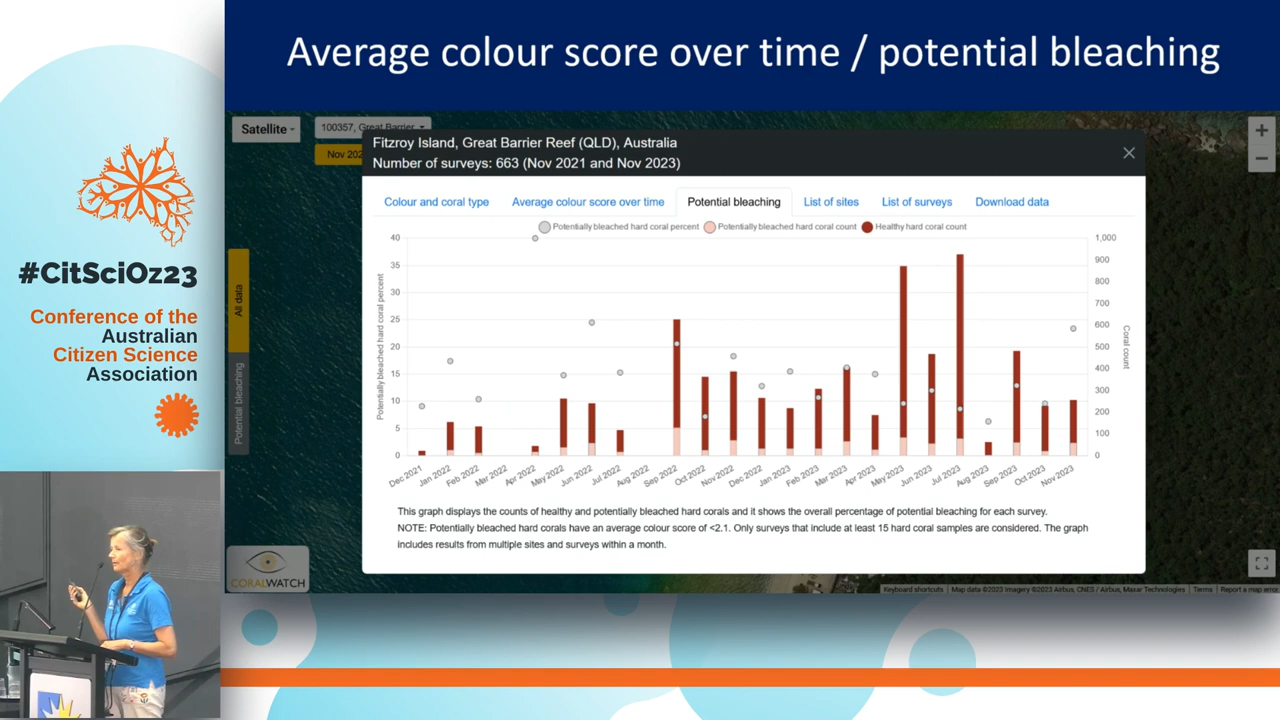 Average colour score over time / potential bleaching
Satellite
100357, Great Barrier
Nov 202
Fitzroy Island, Great Barrier Reef (QLD), Australia
Number of surveys: 663 (Nov 2021 and Nov 2023)
×
+
−
Colour and coral type
Average colour score over time
Potential bleaching
List of sites
List of surveys
Download data
Potentially bleached hard coral percent
Potentially bleached hard coral count
Healthy hard coral count
40
35
30
25
20
15
10
5
0
Potentially bleached hard coral percent
1,000
900
800
700
600
500
400
300
200
100
0
Coral count
Dec 2021
Jan 2022
Feb 2022
Mar 2022
Apr 2022
May 2022
Jun 2022
Jul 2022
Aug 2022
Sep 2022
Oct 2022
Nov 2022
Dec 2022
Jan 2023
Feb 2023
Mar 2023
Apr 2023
May 2023
Jun 2023
Jul 2023
Aug 2023
Sep 2023
Oct 2023
Nov 2023
This graph displays the counts of healthy and potentially bleached hard corals and it shows the overall percentage of potential bleaching for each survey.
NOTE: Potentially bleached hard corals have an average colour score of <2.1. Only surveys that include at least 15 hard coral samples are considered. The graph
includes results from multiple sites and surveys within a month.
All data
Potentially bleaching
CORALWATCH
Keyboard shortcuts
Map data ©2023 Imagery ©2023 Airbus, CNES / Airbus, Maxar Technologies
Terms
Report a map error
#CitSciOz23
Conference of the
Australian
Citizen Science
Association